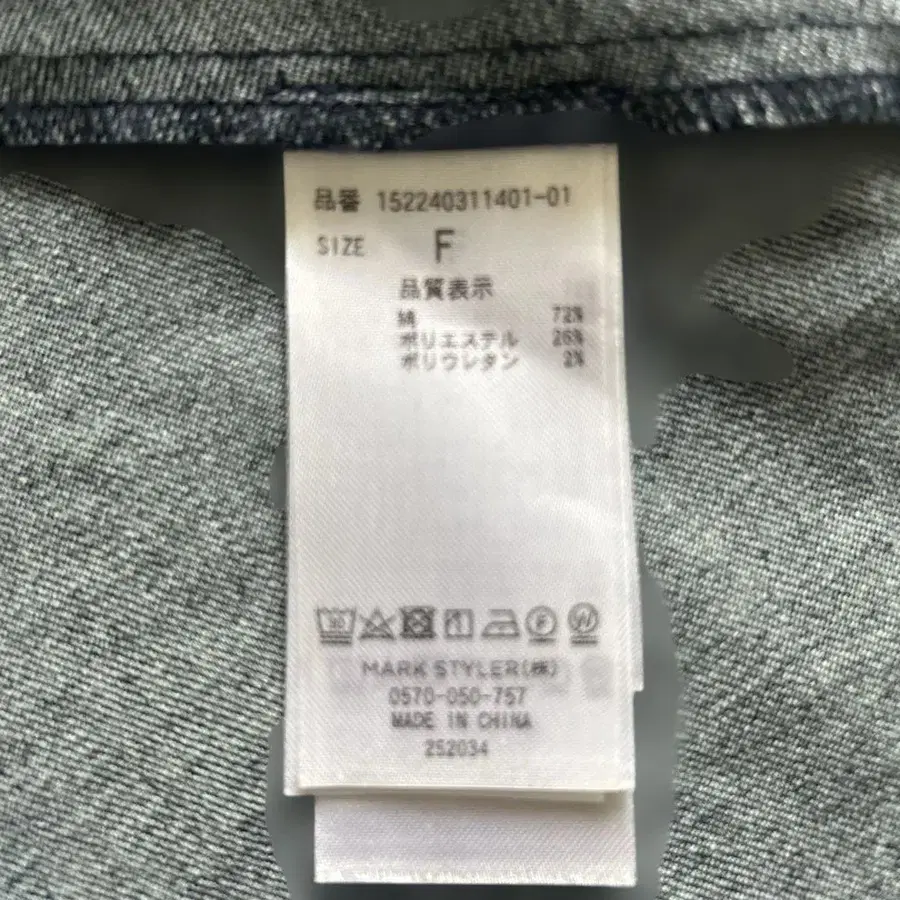 品番 152240311401-01
SIZE F
品質表示
綿 72%
ポリエステル 26%
ポリウレタン 2%
MARK STYLER(株)
0570-050-757
MADE IN CHINA
252034